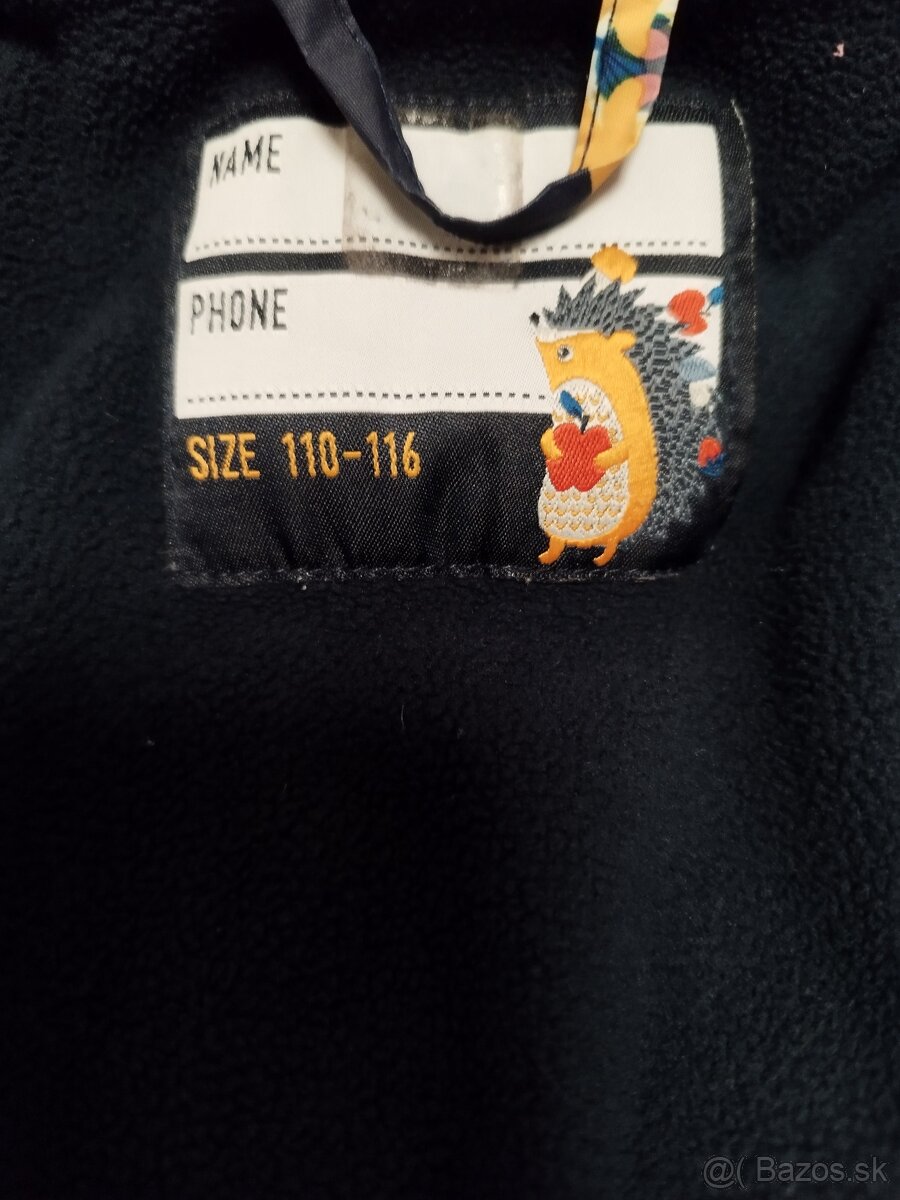 NAME
PHONE
SIZE 110-116
@( Bazos.sk